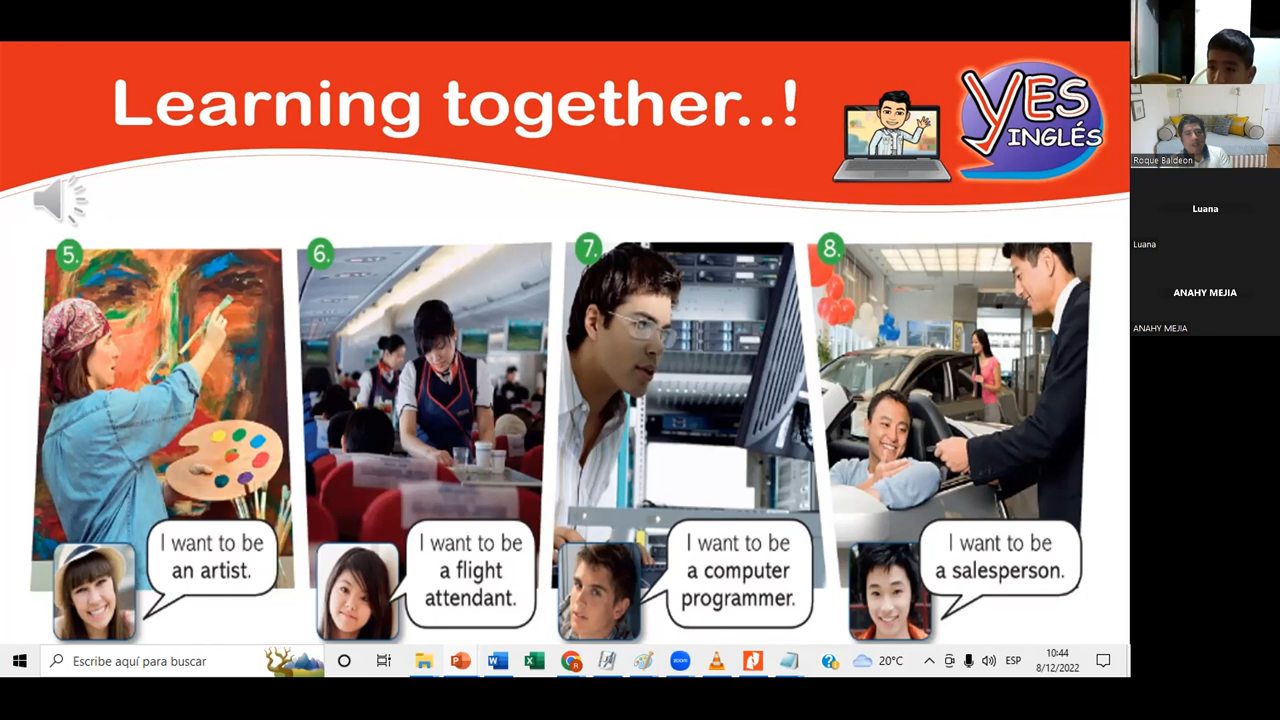 Learning together..!
YES
INGLÉS
5.
6.
7.
8.
I want to be
an artist.
I want to be
a flight
attendant.
I want to be
a computer
programmer.
I want to be
a salesperson.
Roque Baldeon
Luana
Luana
ANAHY MEJIA
ANAHY MEJIA
Escribe aquí para buscar
zoom
20°C
ESP
10:44
8/12/2022